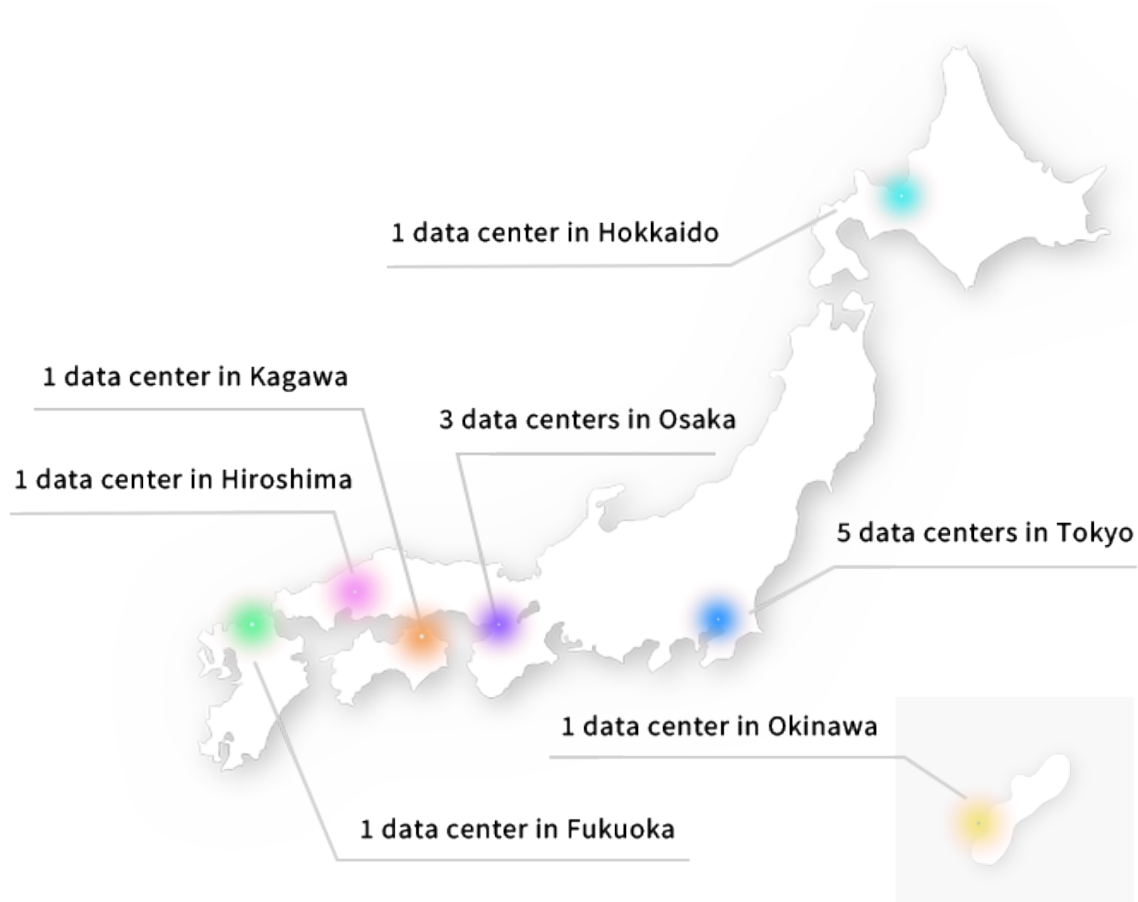 1 data center in Hokkaido
1 data center in Kagawa
3 data centers in Osaka
1 data center in Hiroshima
5 data centers in Tokyo
1 data center in Okinawa
1 data center in Fukuoka